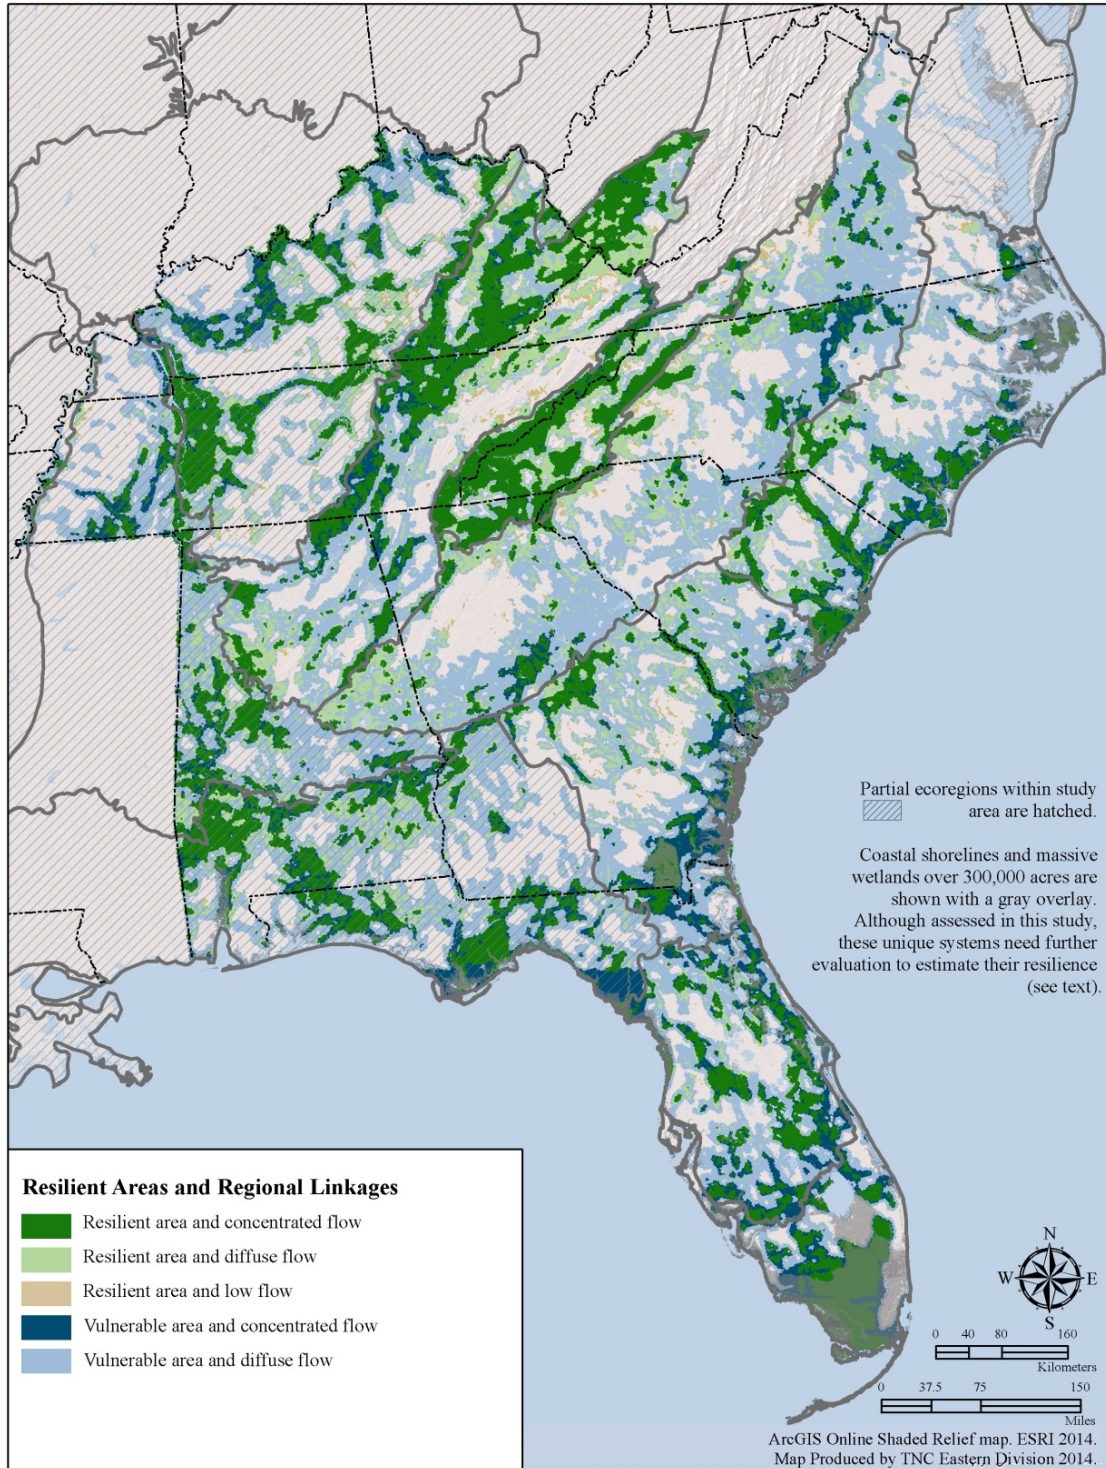 Partial ecoregions within study
area are hatched.
Coastal shorelines and massive
wetlands over 300,000 acres are
shown with a gray overlay.
Although assessed in this study,
these unique systems need further
evaluation to estimate their resilience
(see text).
Resilient Areas and Regional Linkages
Resilient area and concentrated flow
Resilient area and diffuse flow
Resilient area and low flow
Vulnerable area and concentrated flow
Vulnerable area and diffuse flow
N
W E
S
0 40 80 160
Kilometers
0 37.5 75 150
Miles
ArcGIS Online Shaded Relief map. ESRI 2014.
Map Produced by TNC Eastern Division 2014.